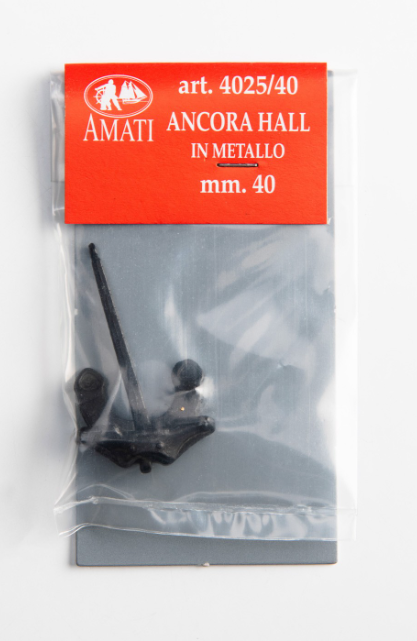 art. 4025/40
AMATI
ANCORA HALL
IN METALLO
mm. 40